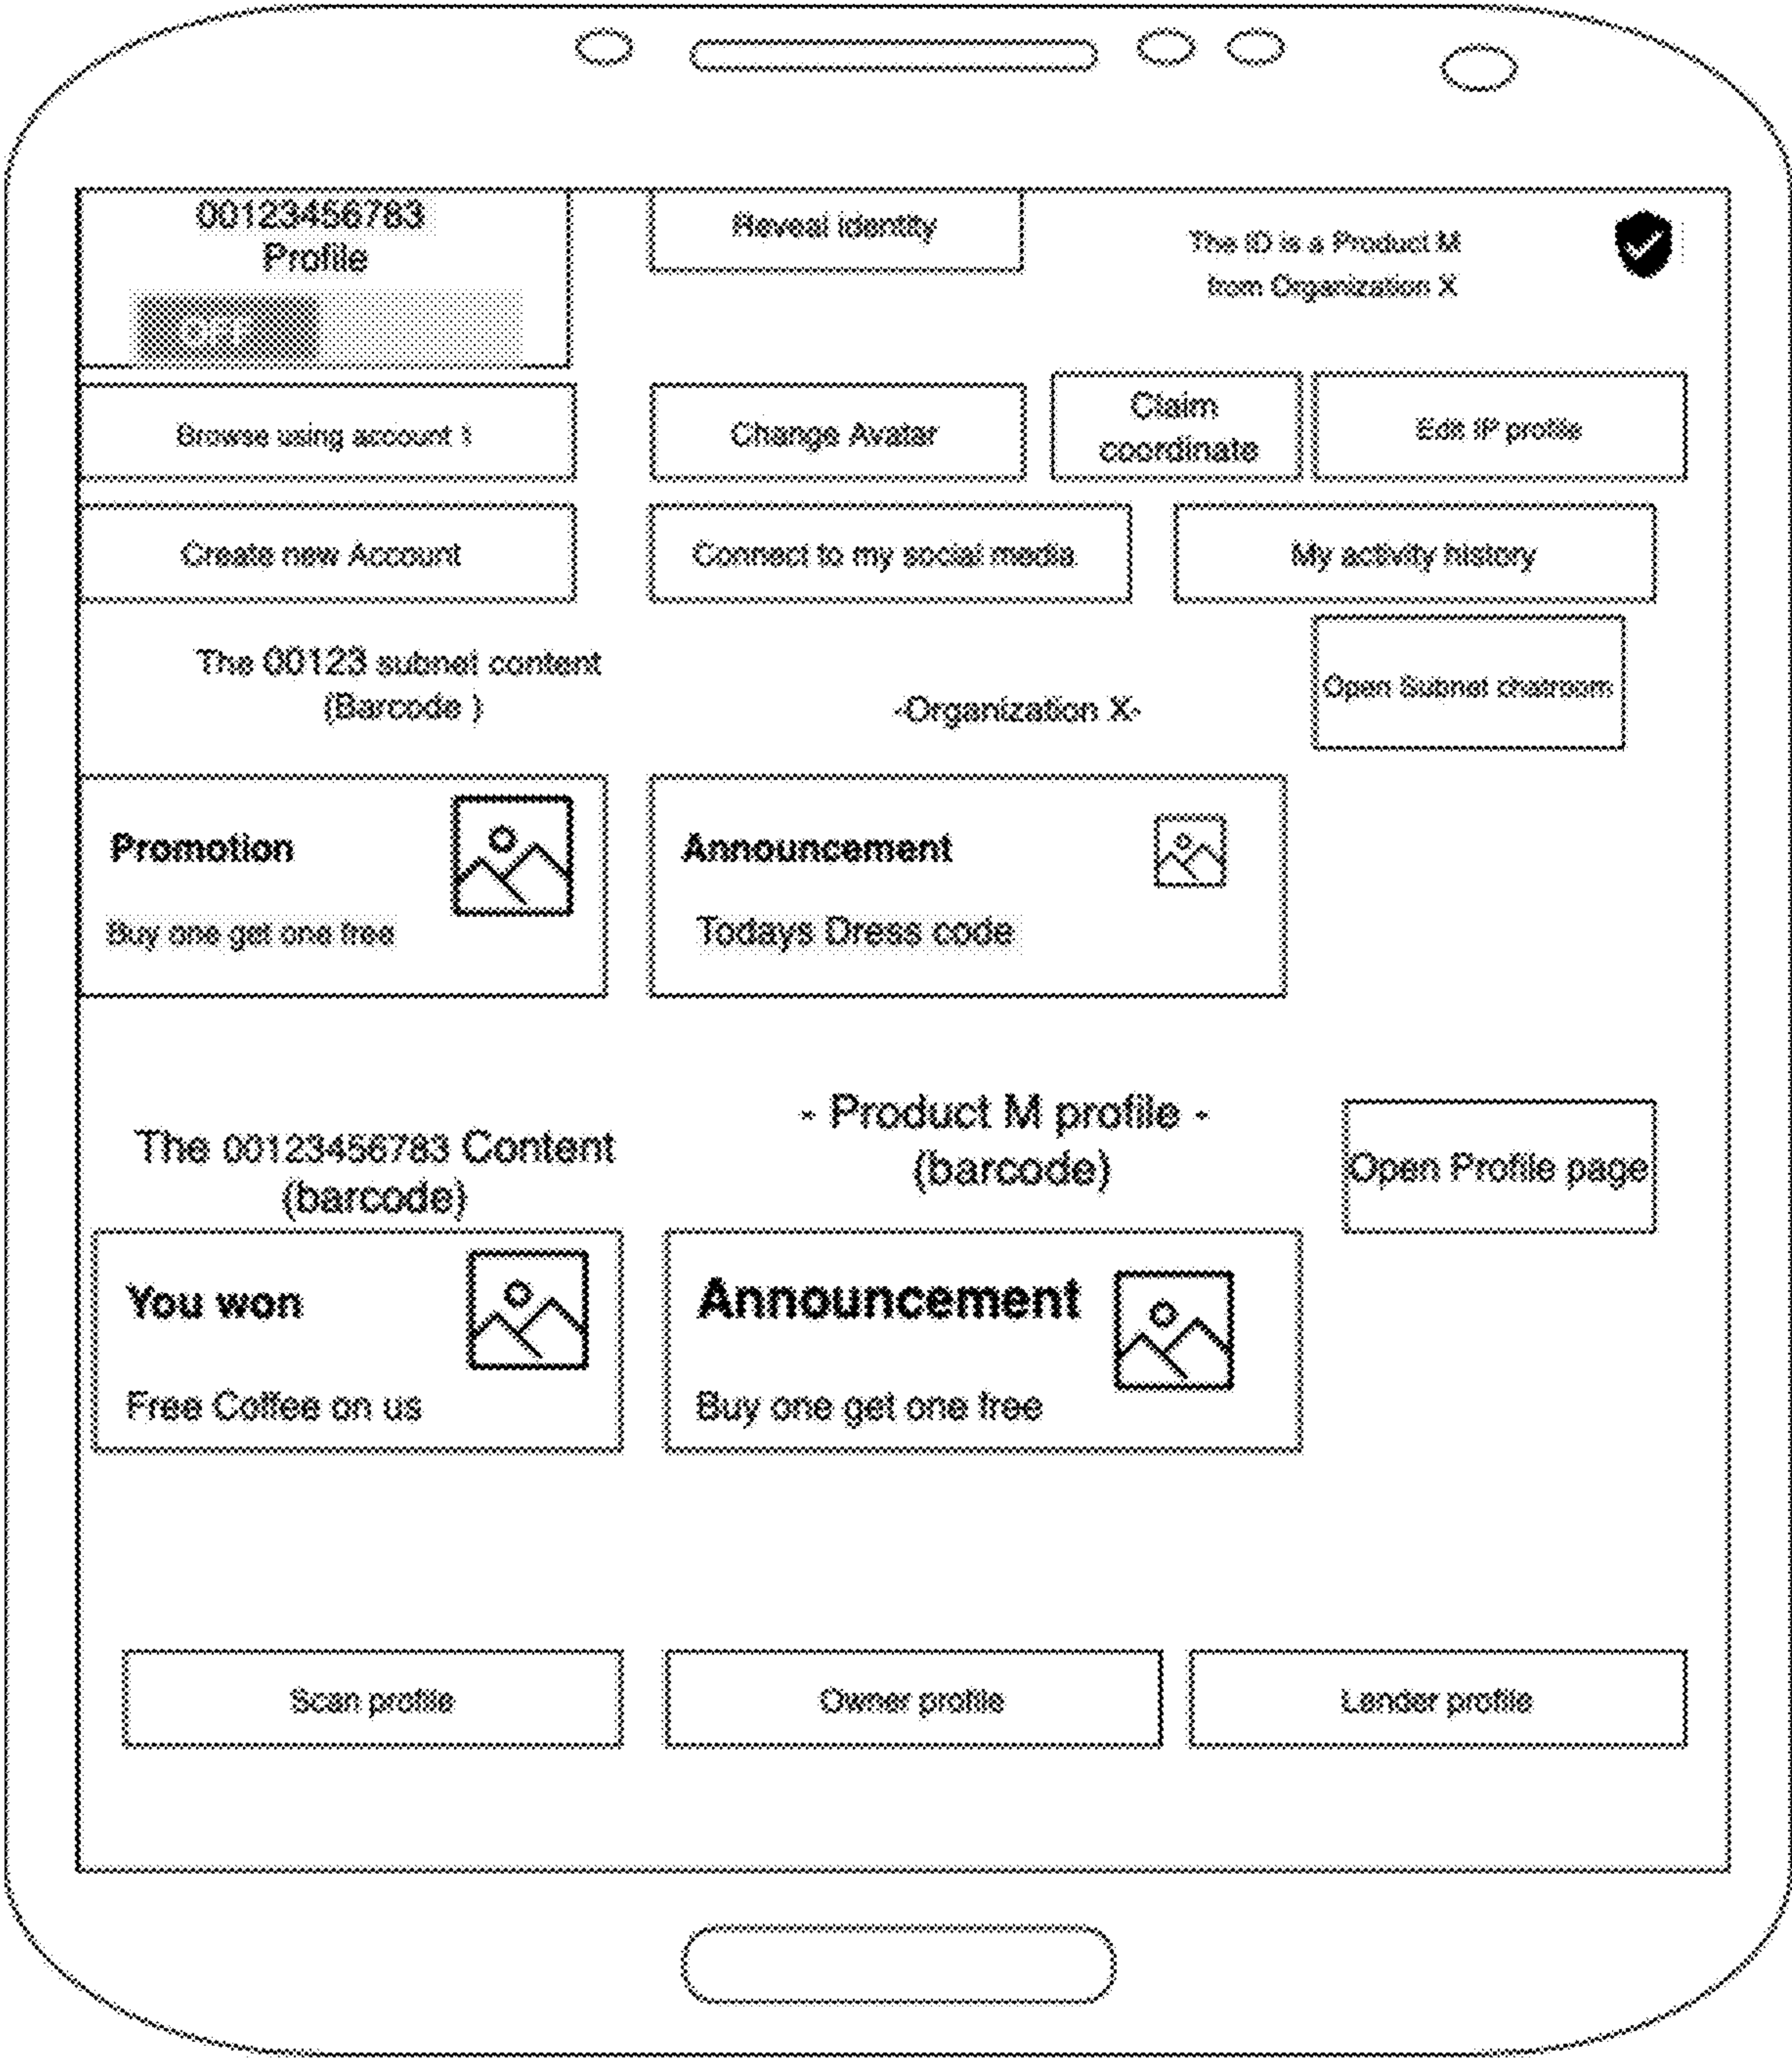 00123456783
Profile
OFF
Reveal identity
The ID is a Product M
from Organization X
Browse using account 1
Change Avatar
Claim
coordinate
Edit IP profile
Create new Account
Connect to my social media
My activity history
The 00123 subnet content
(Barcode )
-Organization X-
Open Subnet chatroom
Promotion
Buy one get one free
Announcement
Todays Dress code
The 00123456783 Content
(barcode)
- Product M profile -
(barcode)
Open Profile page
You won
Free Coffee on us
Announcement
Buy one get one free
Scan profile
Owner profile
Lander profile